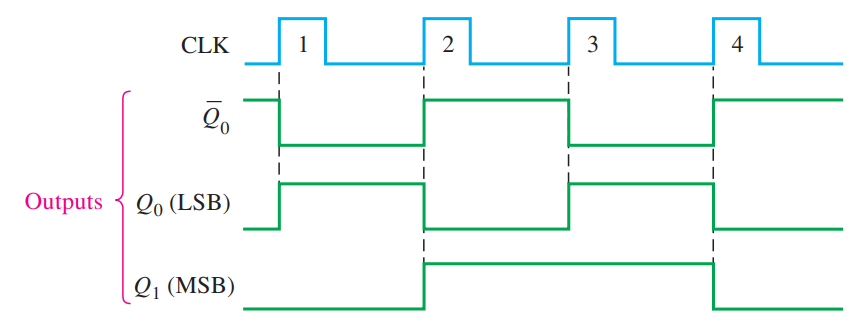 CLK 1 2 3 4
Q̅₀
Outputs Q₀ (LSB)
Q₁ (MSB)